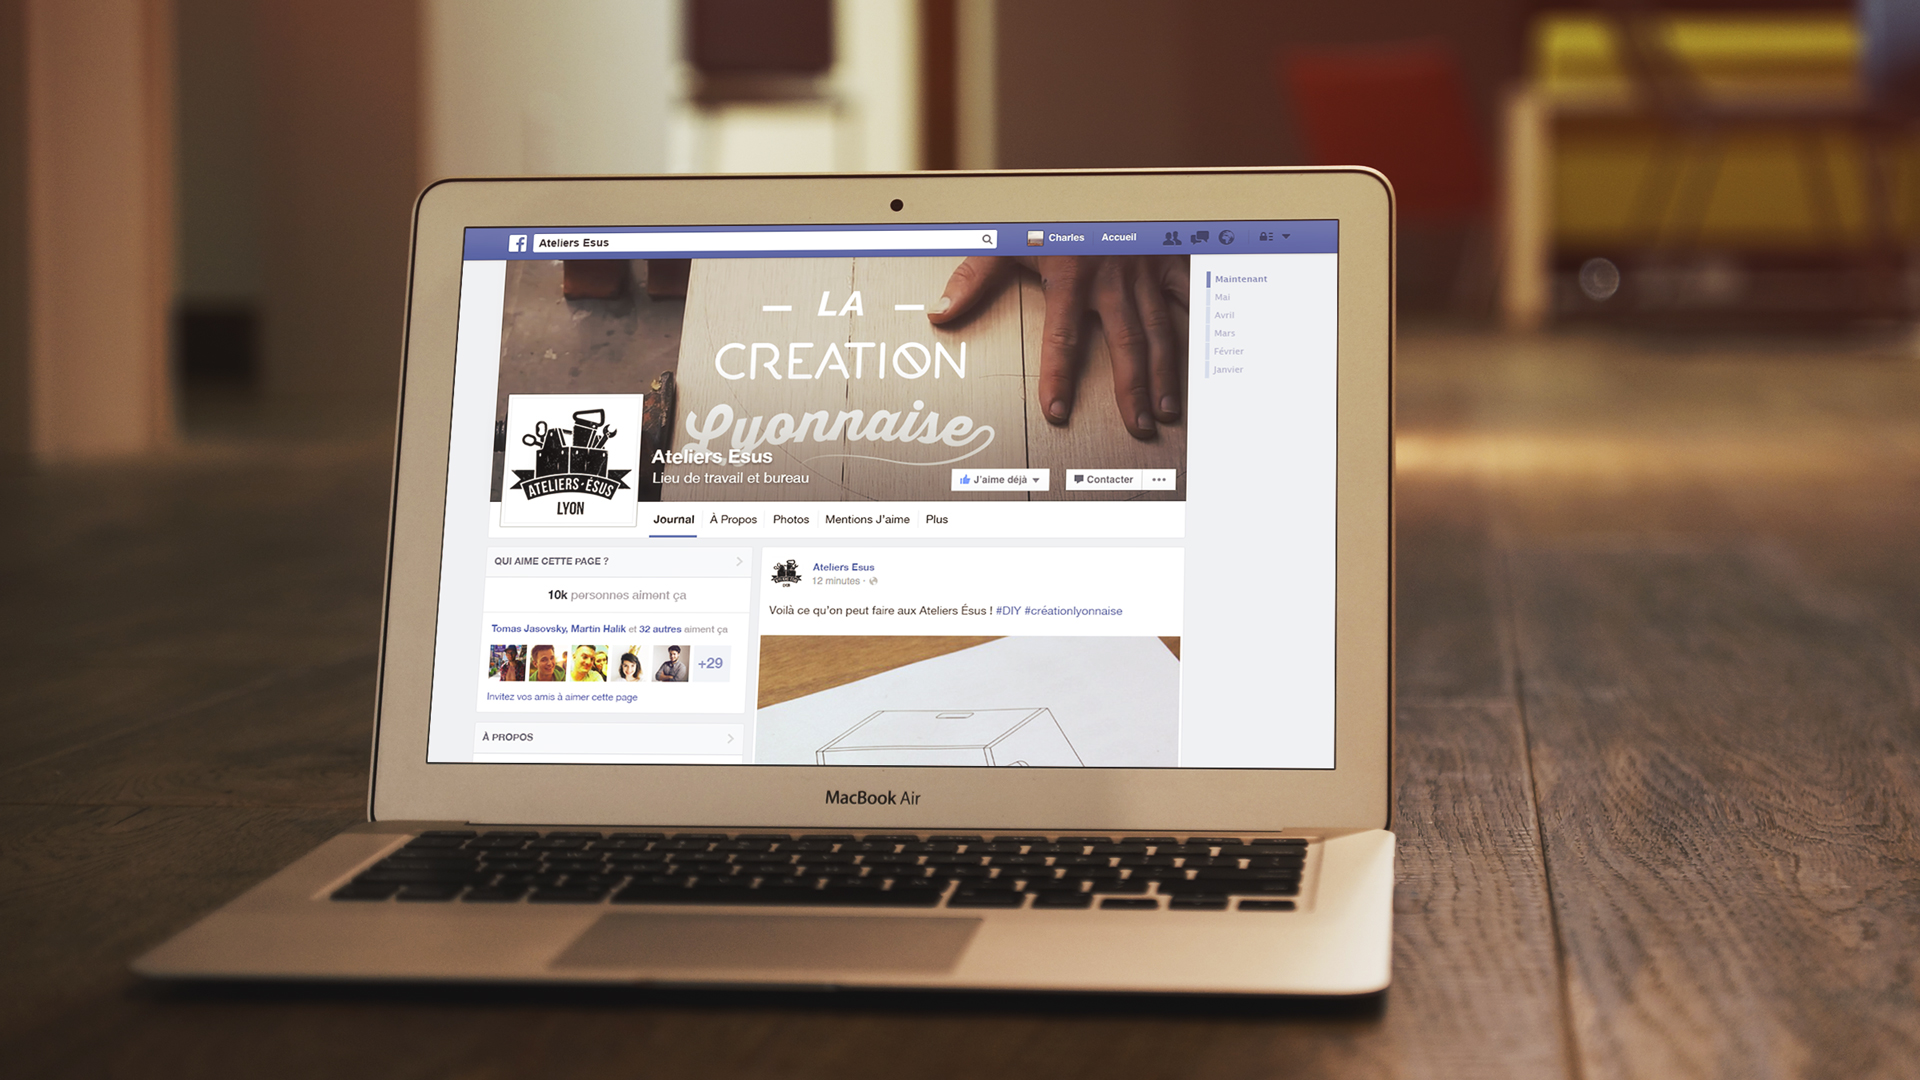 Ateliers Esus
Charles
Accueil
Maintenant
Mai
Avril
Mars
Février
Janvier
– LA –
CREATION
Lyonnaise
ATELIERS · ÉSUS
LYON
Ateliers Esus
Lieu de travail et bureau
J'aime déjà
Contacter
Journal
À Propos
Photos
Mentions J'aime
Plus
QUI AIME CETTE PAGE ?
10k personnes aiment ça
Tomas Jasovsky, Martin Halik et 32 autres aiment ça
+29
Invitez vos amis à aimer cette page
À PROPOS
Ateliers Esus
12 minutes ·
Voilà ce qu'on peut faire aux Ateliers Ésus ! #DIY #créationlyonnaise
MacBook Air